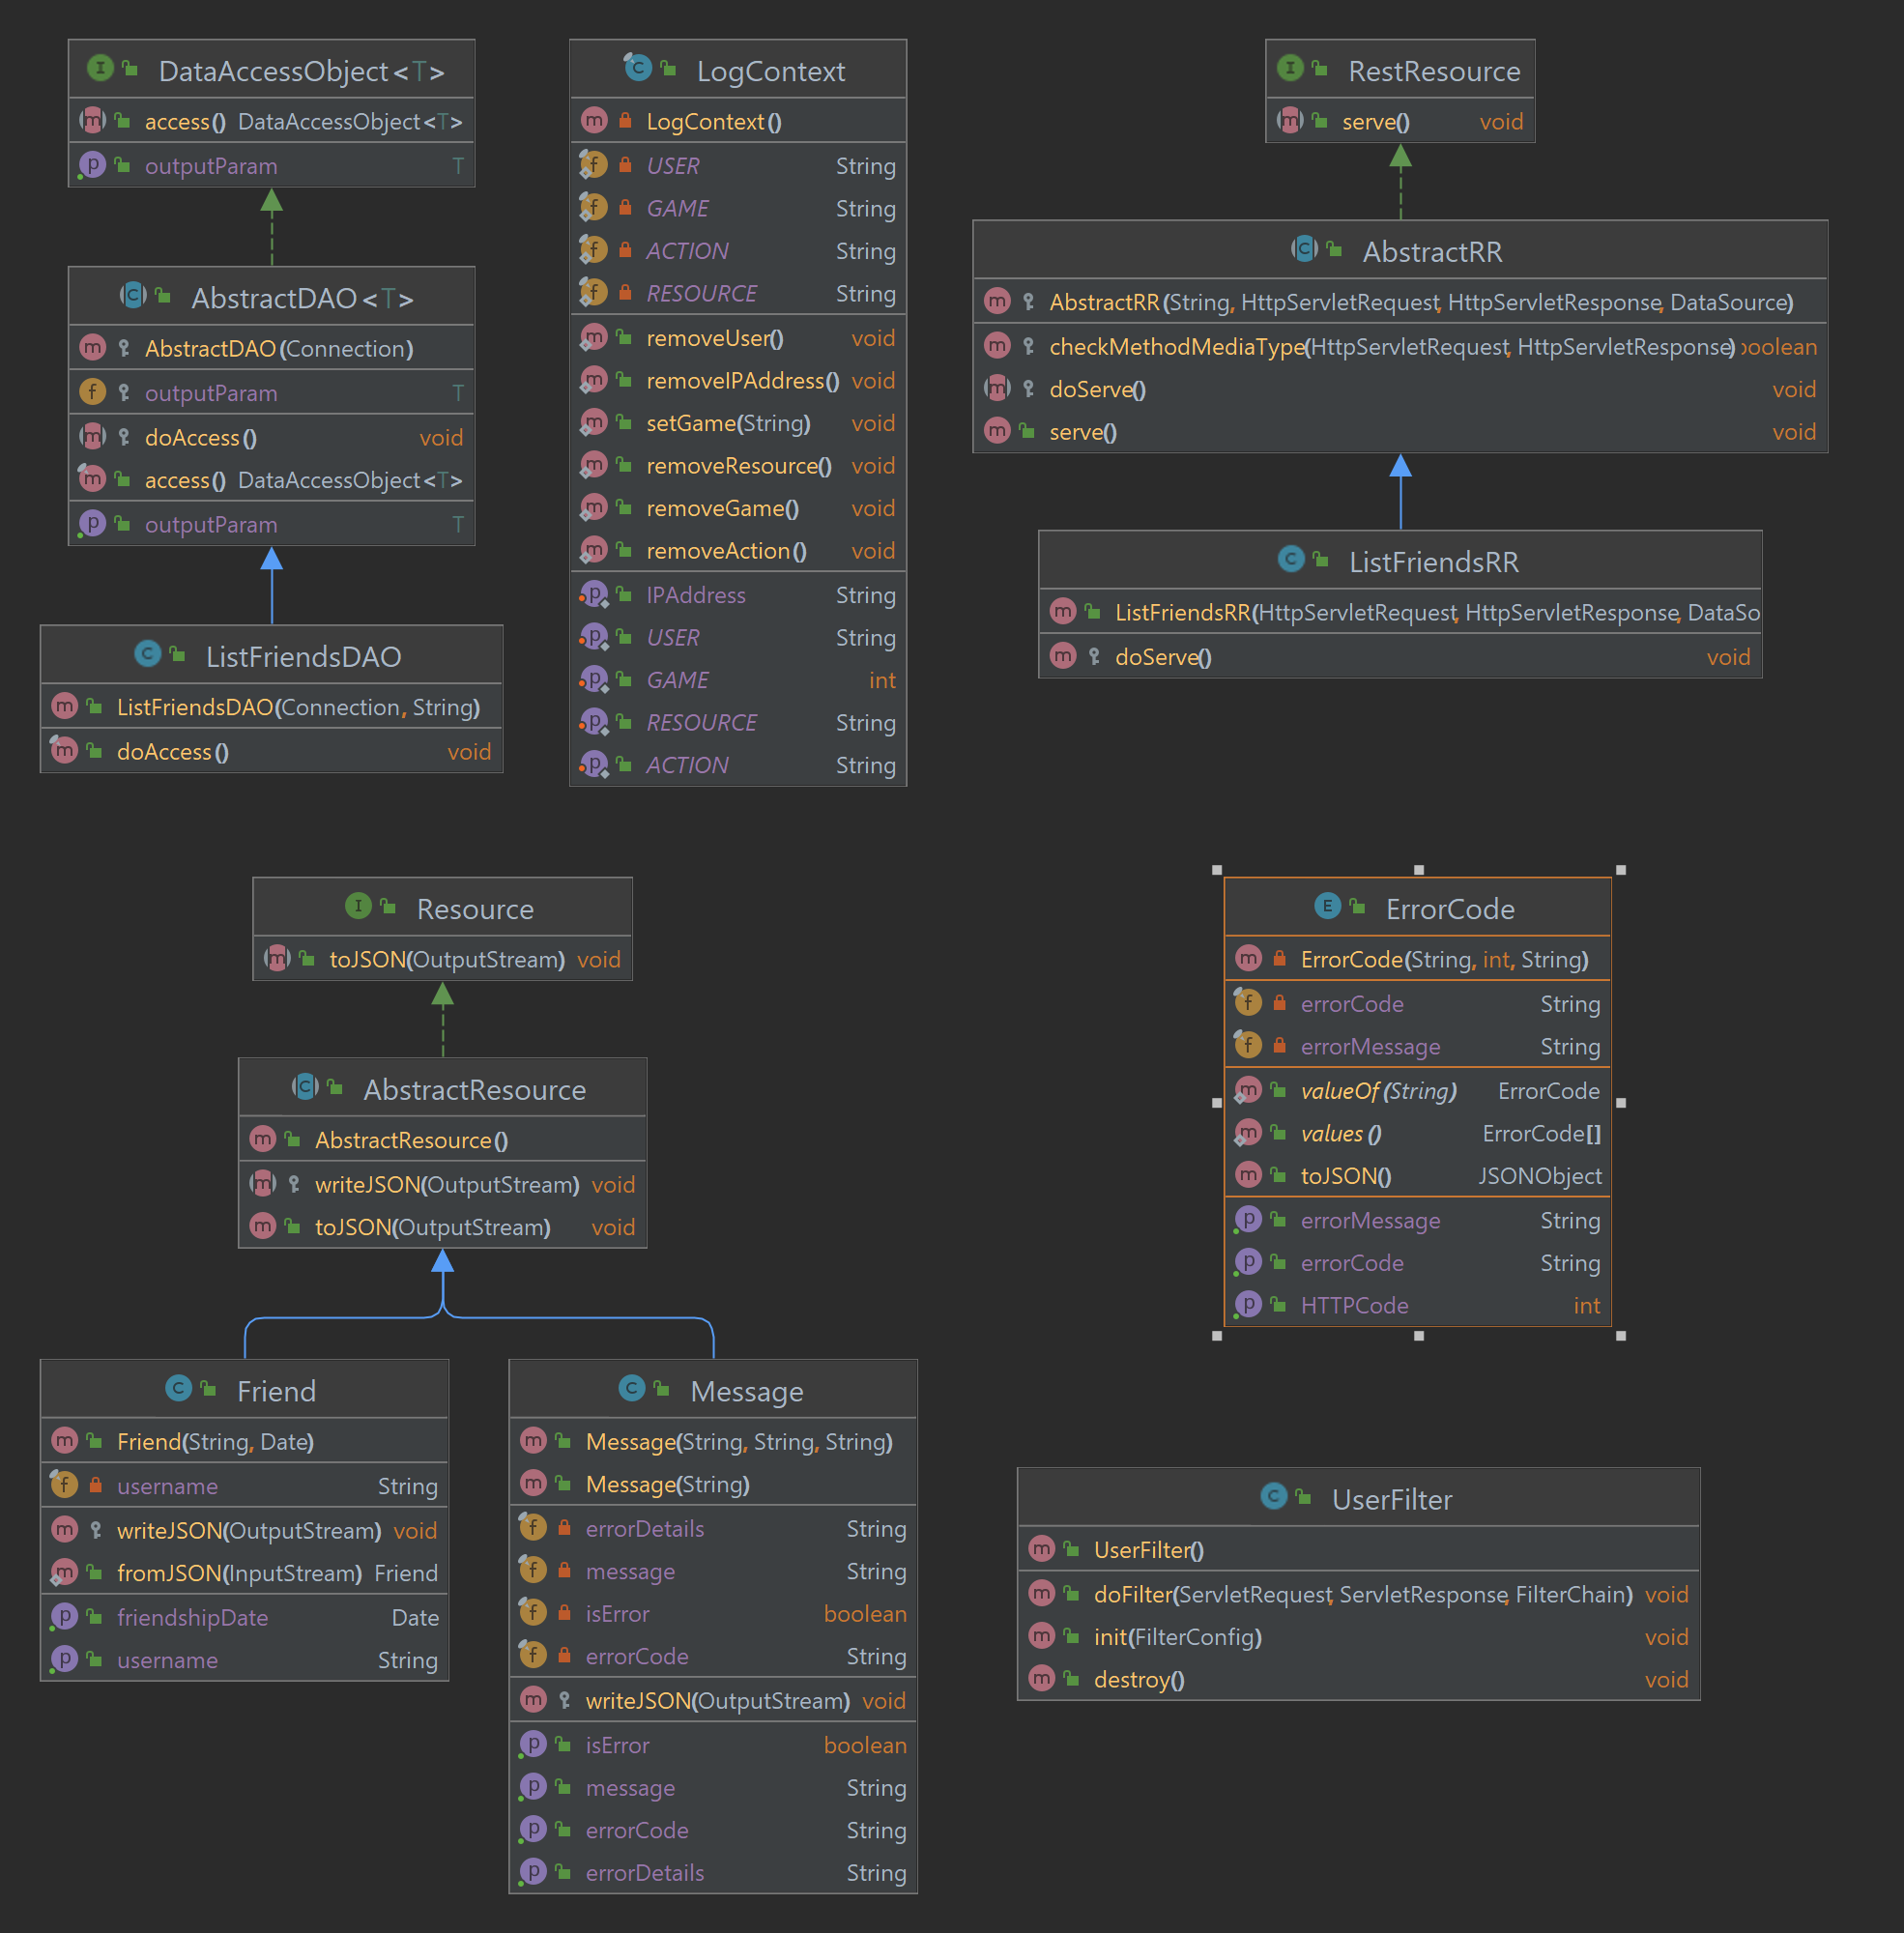 DataAccessObject<T>
access() DataAccessObject<T>
outputParam T
AbstractDAO<T>
AbstractDAO(Connection)
outputParam T
doAccess() void
access() DataAccessObject<T>
outputParam T
ListFriendsDAO
ListFriendsDAO(Connection, String)
doAccess() void
LogContext
LogContext()
USER String
GAME String
ACTION String
RESOURCE String
removeUser() void
removeIPAddress() void
setGame(String) void
removeResource() void
removeGame() void
removeAction() void
IPAddress String
USER String
GAME int
RESOURCE String
ACTION String
RestResource
serve() void
AbstractRR
AbstractRR(String, HttpServletRequest, HttpServletResponse, DataSource)
checkMethodMediaType(HttpServletRequest, HttpServletResponse) boolean
doServe() void
serve() void
ListFriendsRR
ListFriendsRR(HttpServletRequest, HttpServletResponse, DataSo
doServe() void
Resource
toJSON(OutputStream) void
AbstractResource
AbstractResource()
writeJSON(OutputStream) void
toJSON(OutputStream) void
Friend
Friend(String, Date)
username String
writeJSON(OutputStream) void
fromJSON(InputStream) Friend
friendshipDate Date
username String
Message
Message(String, String, String)
Message(String)
errorDetails String
message String
isError boolean
errorCode String
writeJSON(OutputStream) void
isError boolean
message String
errorCode String
errorDetails String
ErrorCode
ErrorCode(String, int, String)
errorCode String
errorMessage String
valueOf(String) ErrorCode
values() ErrorCode[]
toJSON() JSONObject
errorMessage String
errorCode String
HTTPCode int
UserFilter
UserFilter()
doFilter(ServletRequest, ServletResponse, FilterChain) void
init(FilterConfig) void
destroy() void